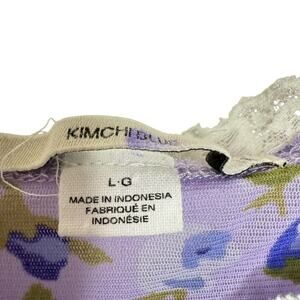 KIMCHI BLUE
L·G
MADE IN INDONESIA
FABRIQUÉ EN
INDONÉSIE